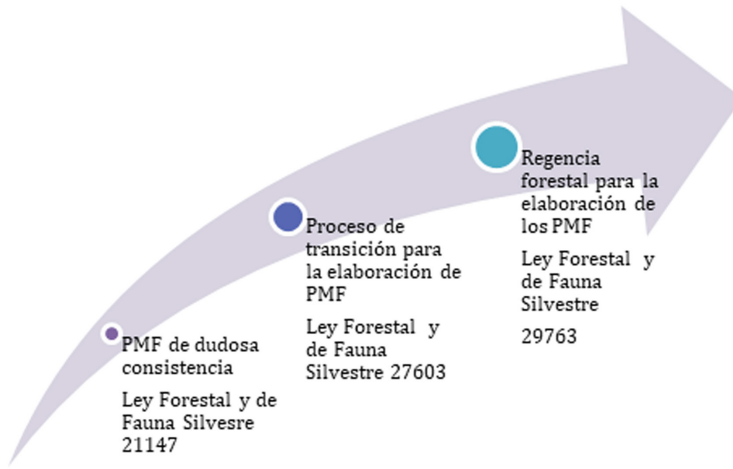 PMF de dudosa
consistencia
Ley Forestal y de
Fauna Silvesre
21147
Proceso de
transición para
la elaboración de
PMF
Ley Forestal y
de Fauna
Silvestre 27603
Regencia
forestal para la
elaboración de
los PMF
Ley Forestal y
de Fauna
Silvestre
29763